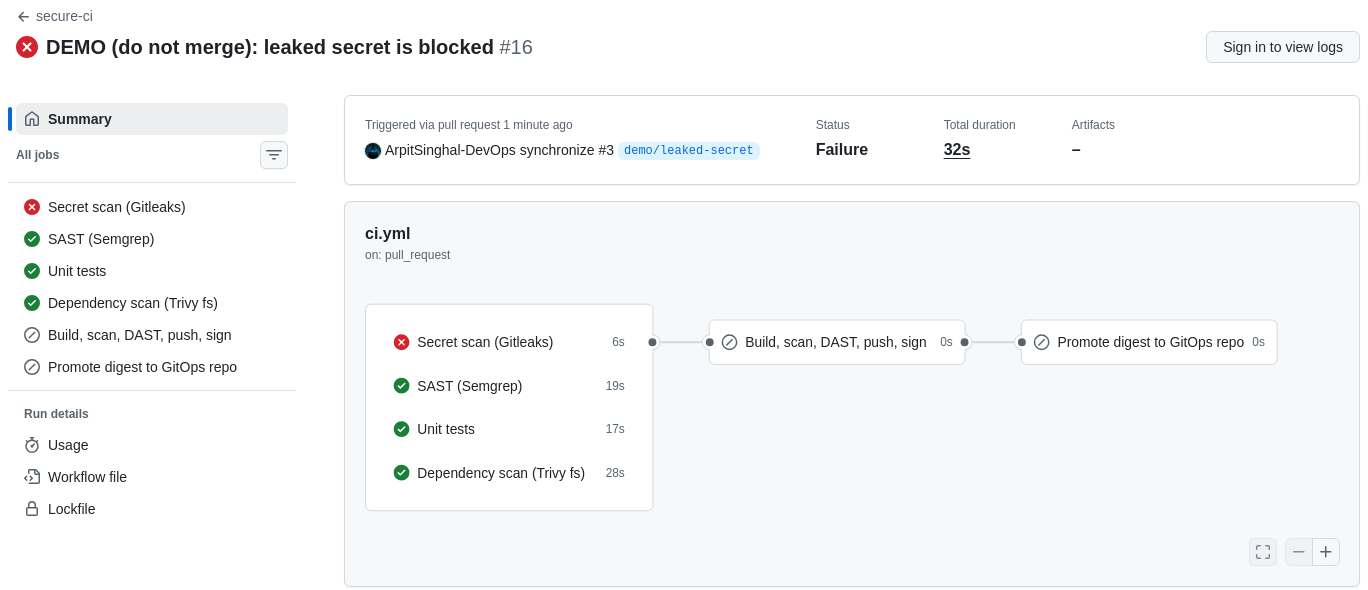 secure-ci
DEMO (do not merge): leaked secret is blocked #16
Sign in to view logs
Summary
All jobs
Secret scan (Gitleaks)
SAST (Semgrep)
Unit tests
Dependency scan (Trivy fs)
Build, scan, DAST, push, sign
Promote digest to GitOps repo
Run details
Usage
Workflow file
Lockfile
Triggered via pull request 1 minute ago
ArpitSinghal-DevOps synchronize #3 demo/leaked-secret
Status
Failure
Total duration
32s
Artifacts
–
ci.yml
on: pull_request
Secret scan (Gitleaks) 6s
SAST (Semgrep) 19s
Unit tests 17s
Dependency scan (Trivy fs) 28s
Build, scan, DAST, push, sign 0s
Promote digest to GitOps repo 0s